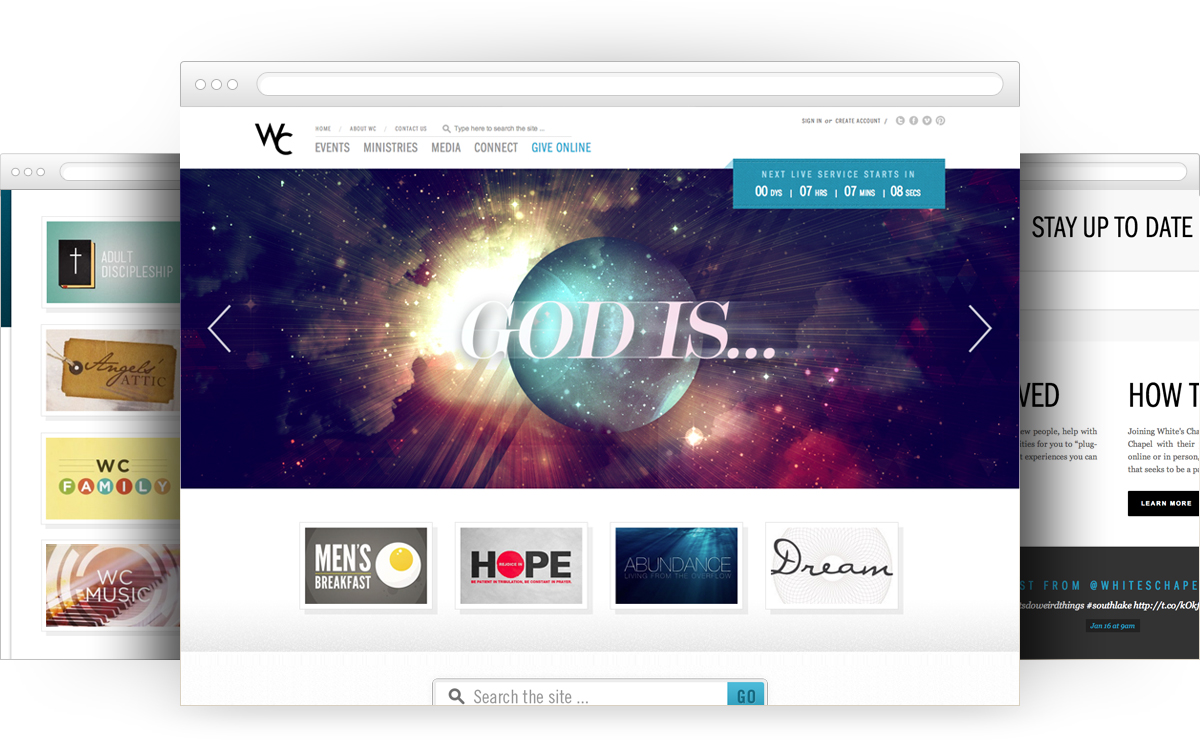 WC
HOME / ABOUT WC / CONTACT US Type here to search the site ...
SIGN IN or CREATE ACCOUNT /
EVENTS MINISTRIES MEDIA CONNECT GIVE ONLINE
NEXT LIVE SERVICE STARTS IN
00 DYS | 07 HRS | 07 MINS | 08 SECS
GOD IS...
MEN'S
BREAKFAST
HOPE
REJOICE IN
BE PATIENT IN TRIBULATION, BE CONSTANT IN PRAYER.
ABUNDANCE
LIVING FROM THE OVERFLOW
Dream
Search the site ... GO
ADULT
DISCIPLESHIP
Angels'
ATTIC
WC
FAMILY
WC
MUSIC
STAY UP TO DATE
VED
ew people, help with
ities for you to "plug-
t experiences you can
HOW T
Joining White's Cha
Chapel with their
online or in person,
that seeks to be a pa
LEARN MORE
ST FROM @WHITESCHAPE
tsdoweirdthings #southlake http://t.co/kOkJ
Jan 16 at 9am